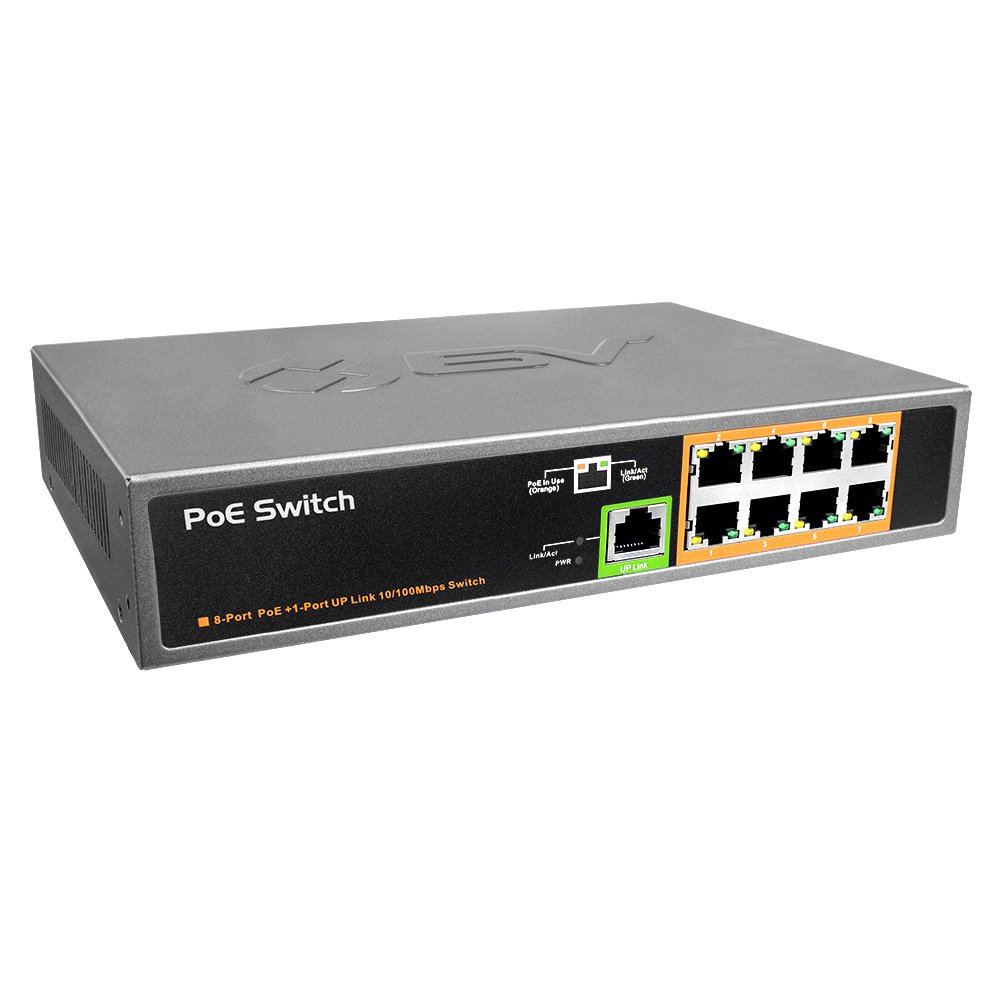 BV
PoE Switch
8-Port PoE +1-Port UP Link 10/100Mbps Switch
PoE In Use
(Orange)
Link/Act
(Green)
Link/Act
PWR
UP Link
2 4 6 8
1 3 5 7